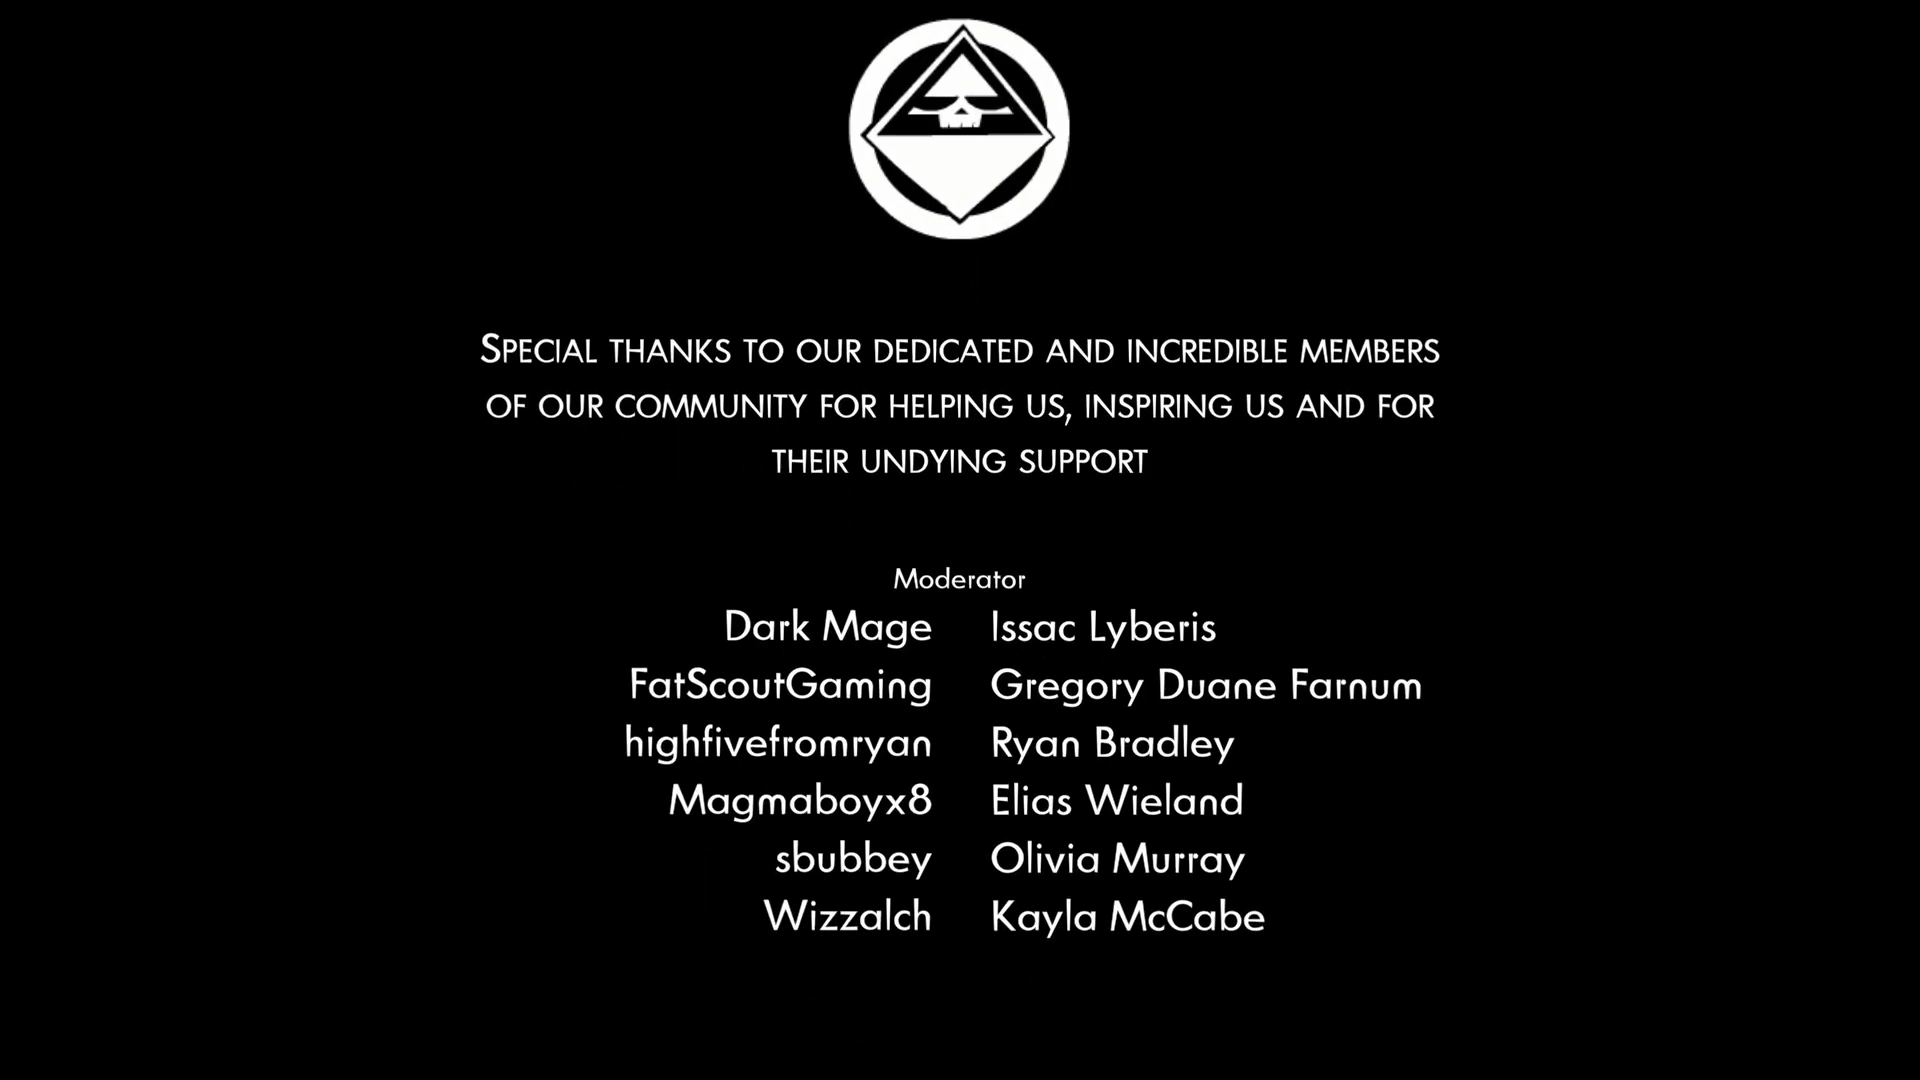 Special thanks to our dedicated and incredible members
of our community for helping us, inspiring us and for
their undying support
Moderator
Dark Mage Issac Lyberis
FatScoutGaming Gregory Duane Farnum
highfivefromryan Ryan Bradley
Magmaboyx8 Elias Wieland
sbubbey Olivia Murray
Wizzalch Kayla McCabe